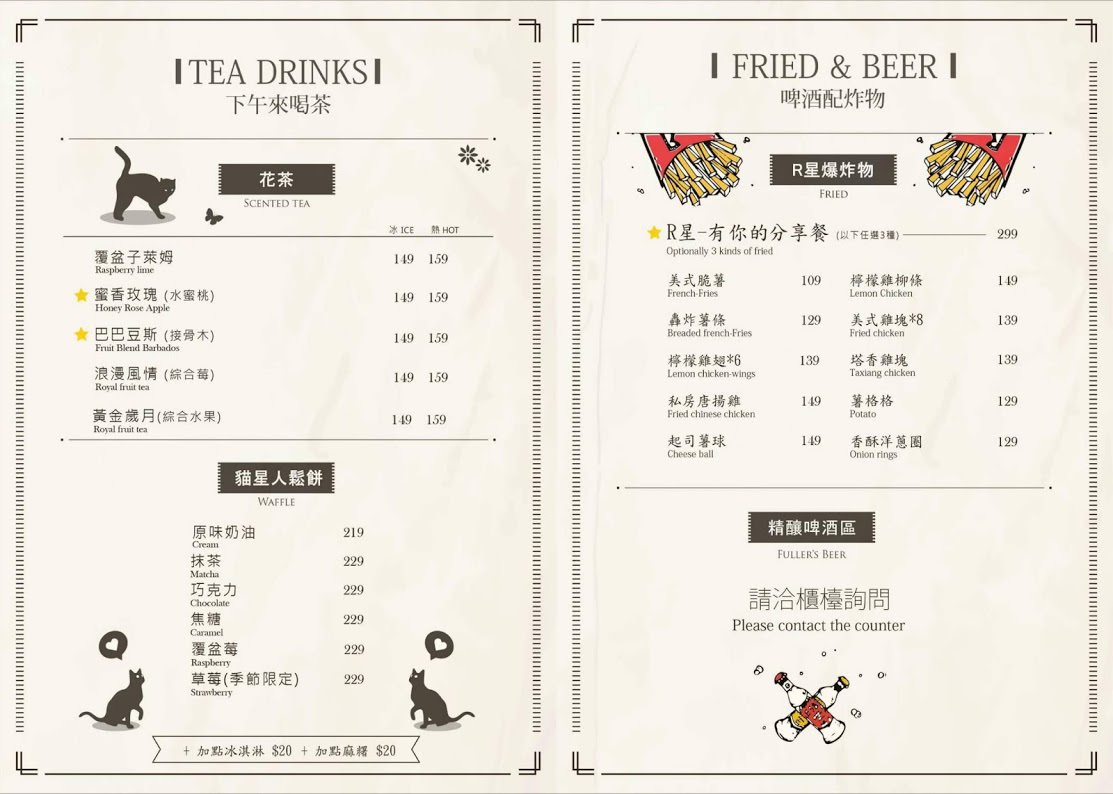 TEA DRINKS
下午來喝茶
花茶
SCENTED TEA
冰 ICE 熱 HOT
覆盆子萊姆 149 159
Raspberry lime
蜜香玫瑰 (水蜜桃) 149 159
Honey Rose Apple
巴巴豆斯 (接骨木) 149 159
Fruit Blend Barbados
浪漫風情 (綜合莓) 149 159
Royal fruit tea
黃金歲月(綜合水果) 149 159
Royal fruit tea
貓星人鬆餅
WAFFLE
原味奶油 219
Cream
抹茶 229
Matcha
巧克力 229
Chocolate
焦糖 229
Caramel
覆盆莓 229
Raspberry
草莓(季節限定) 229
Strawberry
+ 加點冰淇淋 $20 + 加點麻糬 $20
FRIED & BEER
啤酒配炸物
R星爆炸物
FRIED
R星-有你的分享餐 (以下任選3種) 299
Optionally 3 kinds of fried
美式脆薯 109
French-Fries
轟炸薯條 129
Breaded french-Fries
檸檬雞翅*6 139
Lemon chicken-wings
私房唐揚雞 149
Fried chinese chicken
起司薯球 149
Cheese ball
檸檬雞柳條 149
Lemon Chicken
美式雞塊*8 139
Fried chicken
塔香雞塊 139
Taxiang chicken
薯格格 129
Potato
香酥洋蔥圈 129
Onion rings
精釀啤酒區
FULLER'S BEER
請洽櫃檯詢問
Please contact the counter